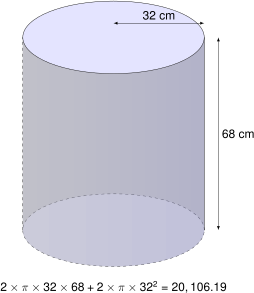 32 cm
68 cm
2 × π × 32 × 68 + 2 × π × 32² = 20, 106.19